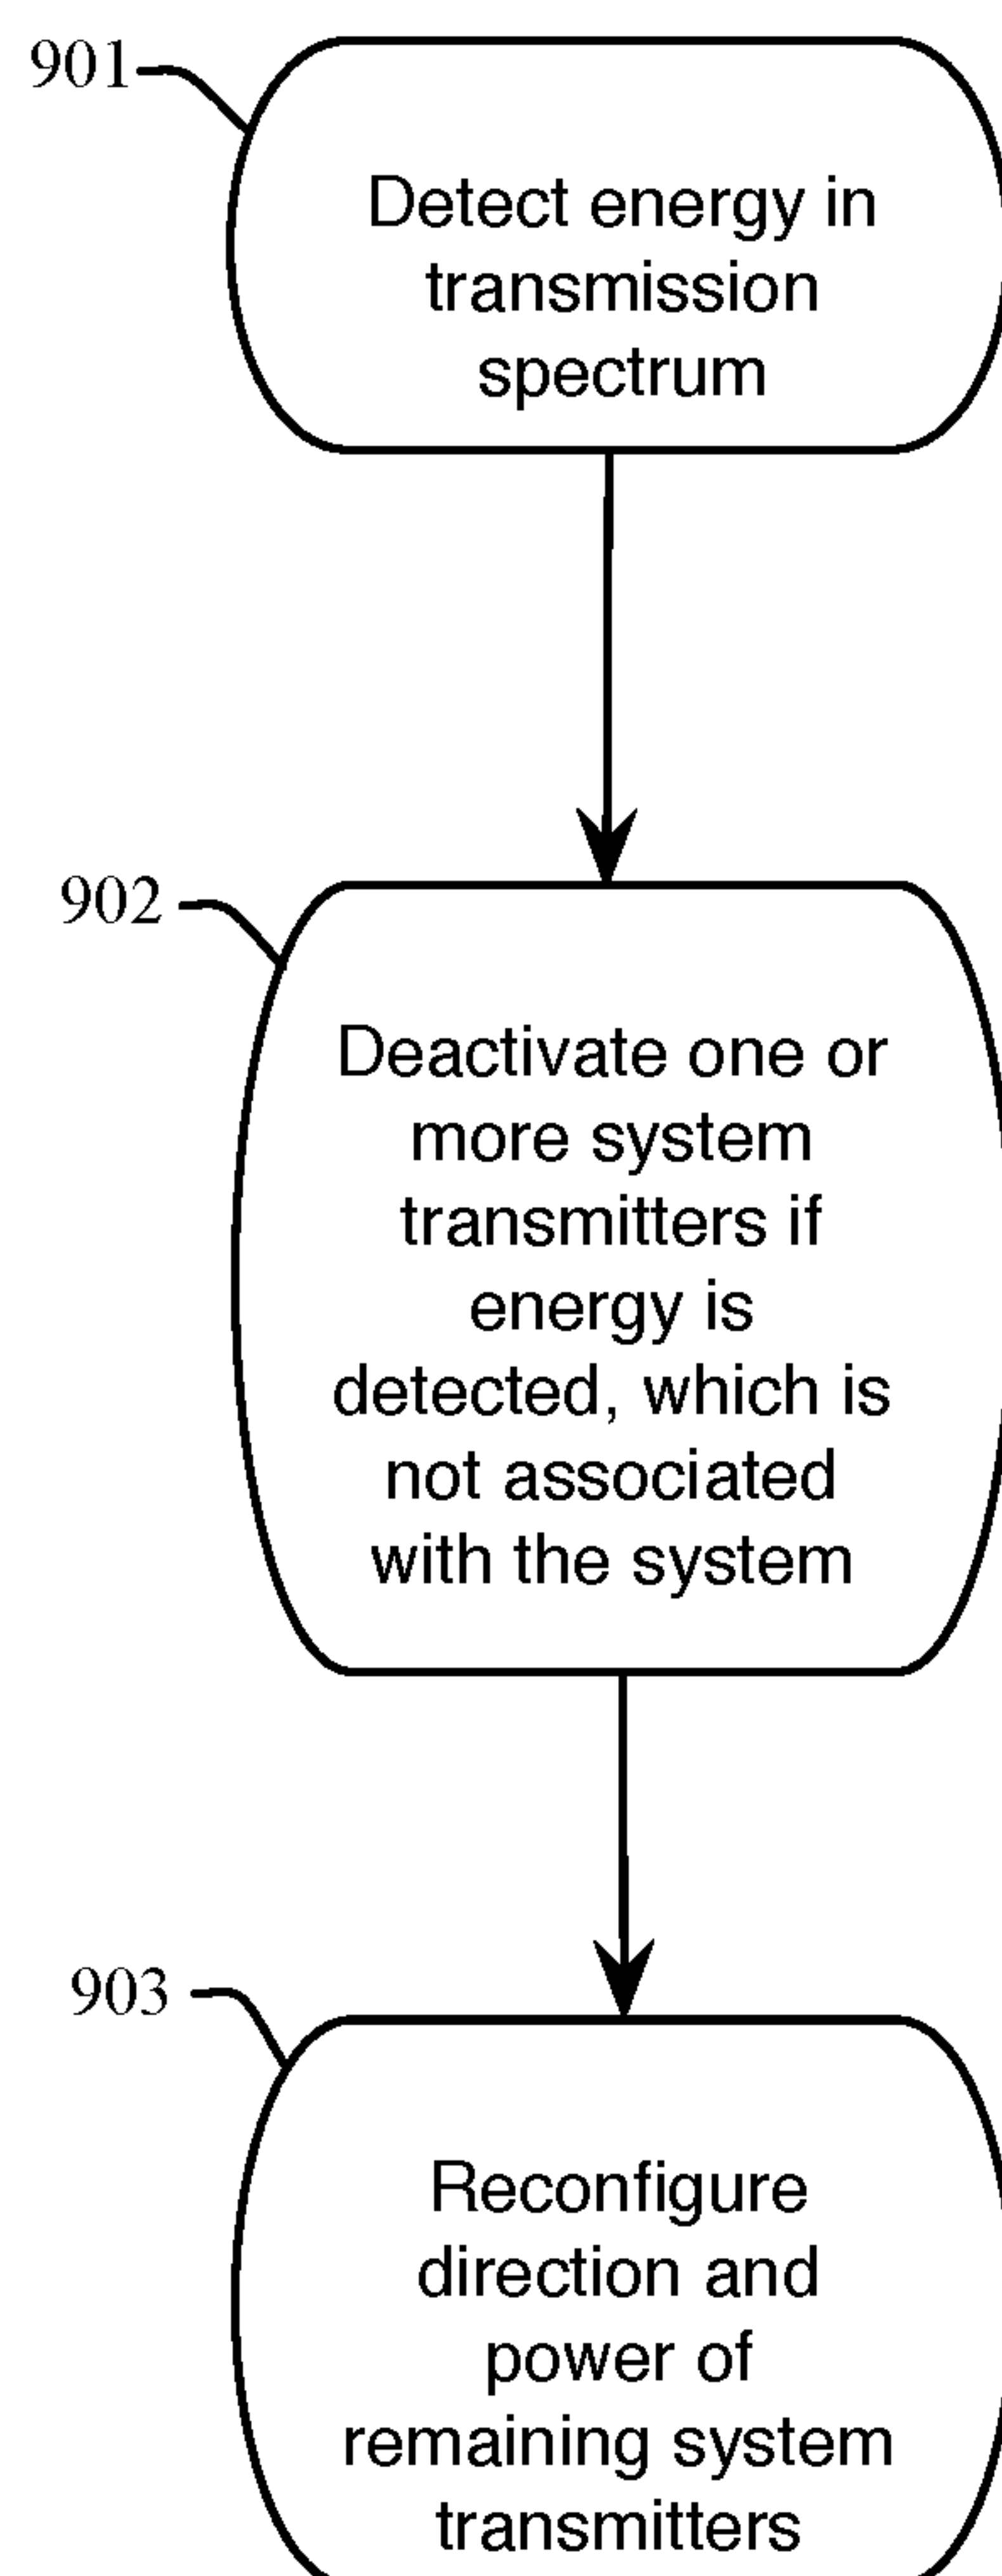 901
Detect energy in
transmission
spectrum
902
Deactivate one or
more system
transmitters if
energy is
detected, which is
not associated
with the system
903
Reconfigure
direction and
power of
remaining system
transmitters